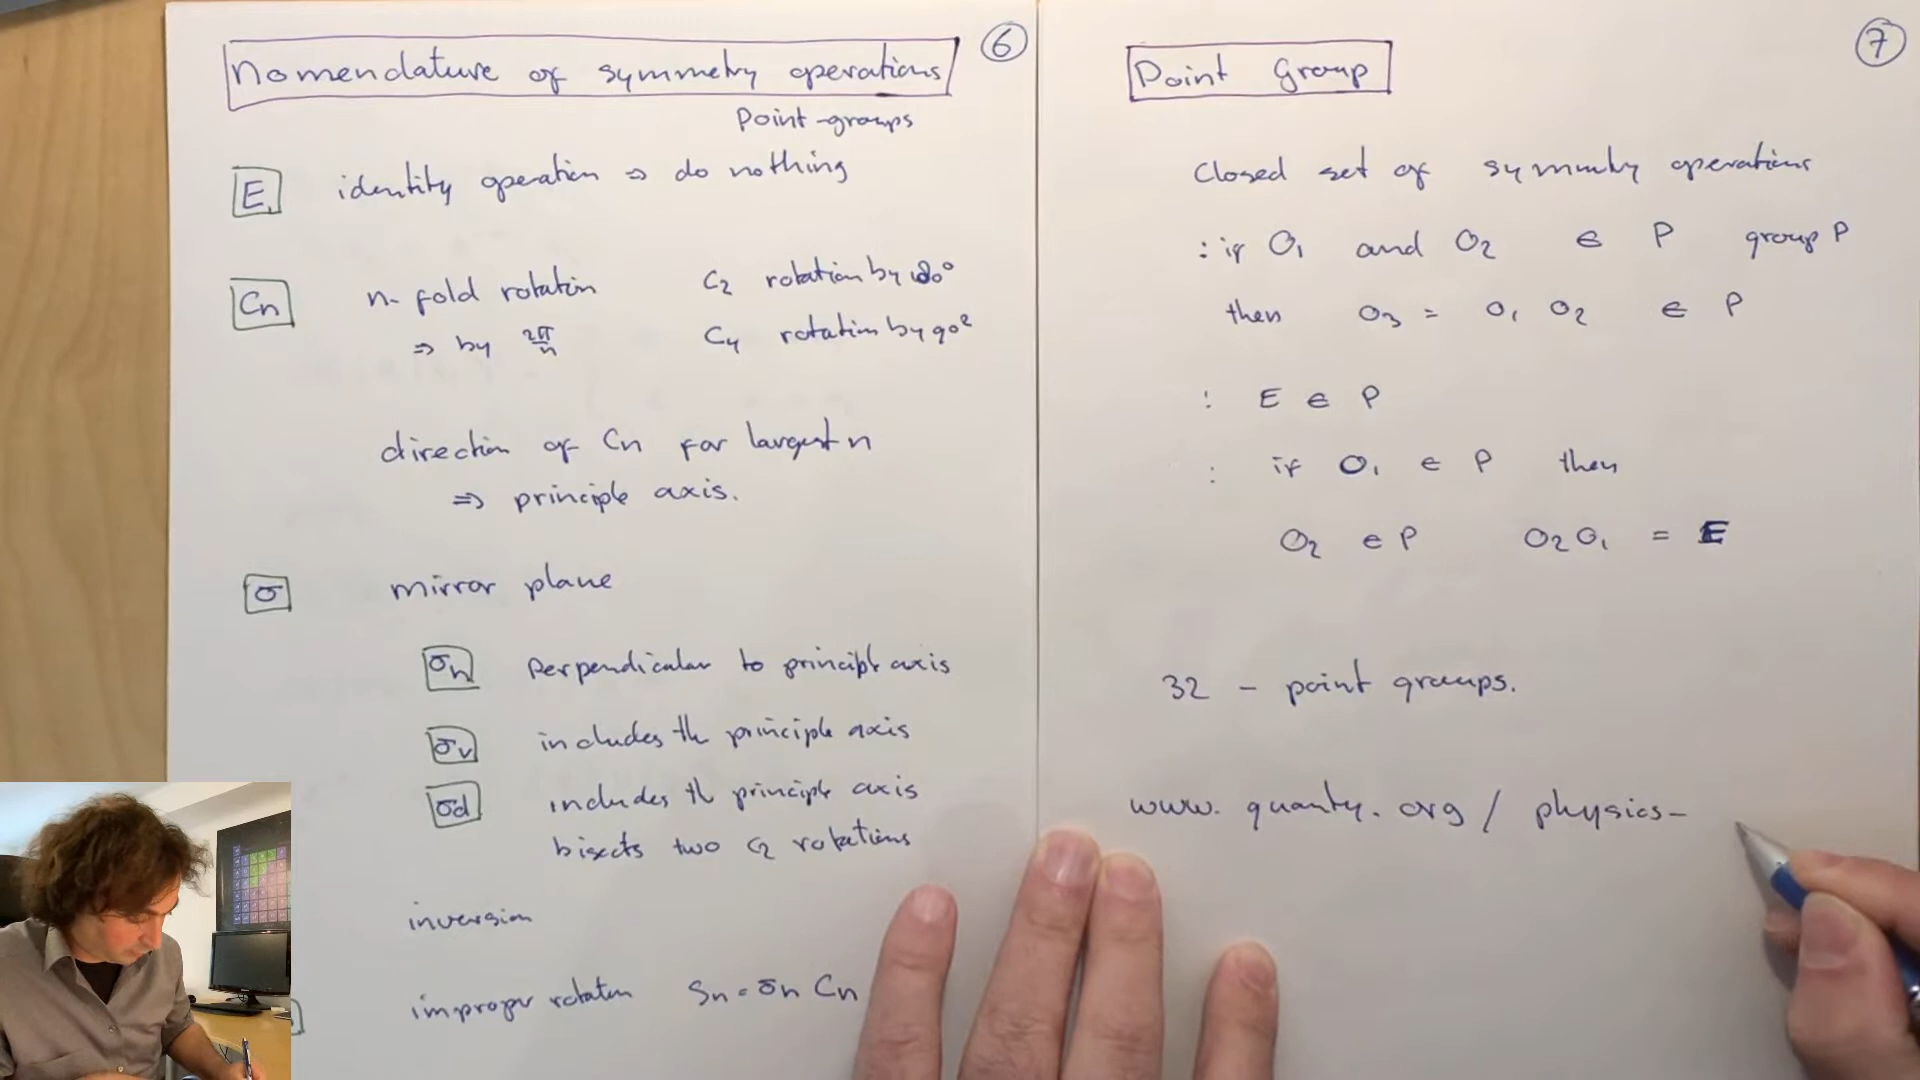 Nomenclature of symmetry operations
6
Point-groups
E identity operation ⇒ do nothing
Cn n-fold rotation C2 rotation by 180°
⇒ by 2π/n C4 rotation by 90°
direction of Cn for largest n
⇒ principle axis.
σ mirror plane
σh Perpendicular to principle axis
σv includes the principle axis
σd includes the principle axis
bisects two C2 rotations
inversion
improper rotation Sn = σh Cn
Point Group
7
Closed set of symmetry operations
: if O1 and O2 ∈ P group P
then O3 = O1 O2 ∈ P
: E ∈ P
: if O1 ∈ P then
O2 ∈ P O2O1 = E
32 - point groups.
www.quanty.org/physics-